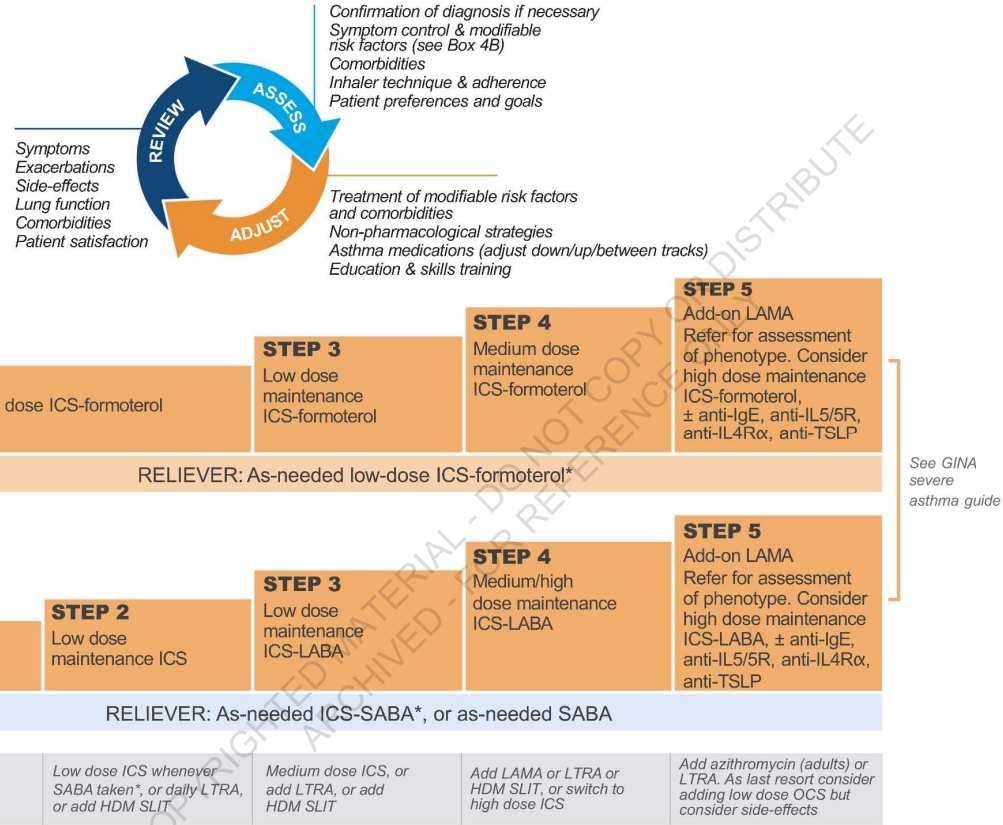 Confirmation of diagnosis if necessary
Symptom control & modifiable
risk factors (see Box 4B)
Comorbidities
Inhaler technique & adherence
Patient preferences and goals
REVIEW
ASSESS
ADJUST
Symptoms
Exacerbations
Side-effects
Lung function
Comorbidities
Patient satisfaction
Treatment of modifiable risk factors
and comorbidities
Non-pharmacological strategies
Asthma medications (adjust down/up/between tracks)
Education & skills training
dose ICS-formoterol
STEP 3
Low dose
maintenance
ICS-formoterol
STEP 4
Medium dose
maintenance
ICS-formoterol
STEP 5
Add-on LAMA
Refer for assessment
of phenotype. Consider
high dose maintenance
ICS-formoterol,
± anti-IgE, anti-IL5/5R,
anti-IL4Rα, anti-TSLP
RELIEVER: As-needed low-dose ICS-formoterol*
See GINA
severe
asthma guide
STEP 2
Low dose
maintenance ICS
STEP 3
Low dose
maintenance
ICS-LABA
STEP 4
Medium/high
dose maintenance
ICS-LABA
STEP 5
Add-on LAMA
Refer for assessment
of phenotype. Consider
high dose maintenance
ICS-LABA, ± anti-IgE,
anti-IL5/5R, anti-IL4Rα,
anti-TSLP
RELIEVER: As-needed ICS-SABA*, or as-needed SABA
Low dose ICS whenever
SABA taken*, or daily LTRA,
or add HDM SLIT
Medium dose ICS, or
add LTRA, or add
HDM SLIT
Add LAMA or LTRA or
HDM SLIT, or switch to
high dose ICS
Add azithromycin (adults) or
LTRA. As last resort consider
adding low dose OCS but
consider side-effects
COPYRIGHTED MATERIAL - DO NOT COPY OR DISTRIBUTE
ARCHIVED - FOR REFERENCE ONLY